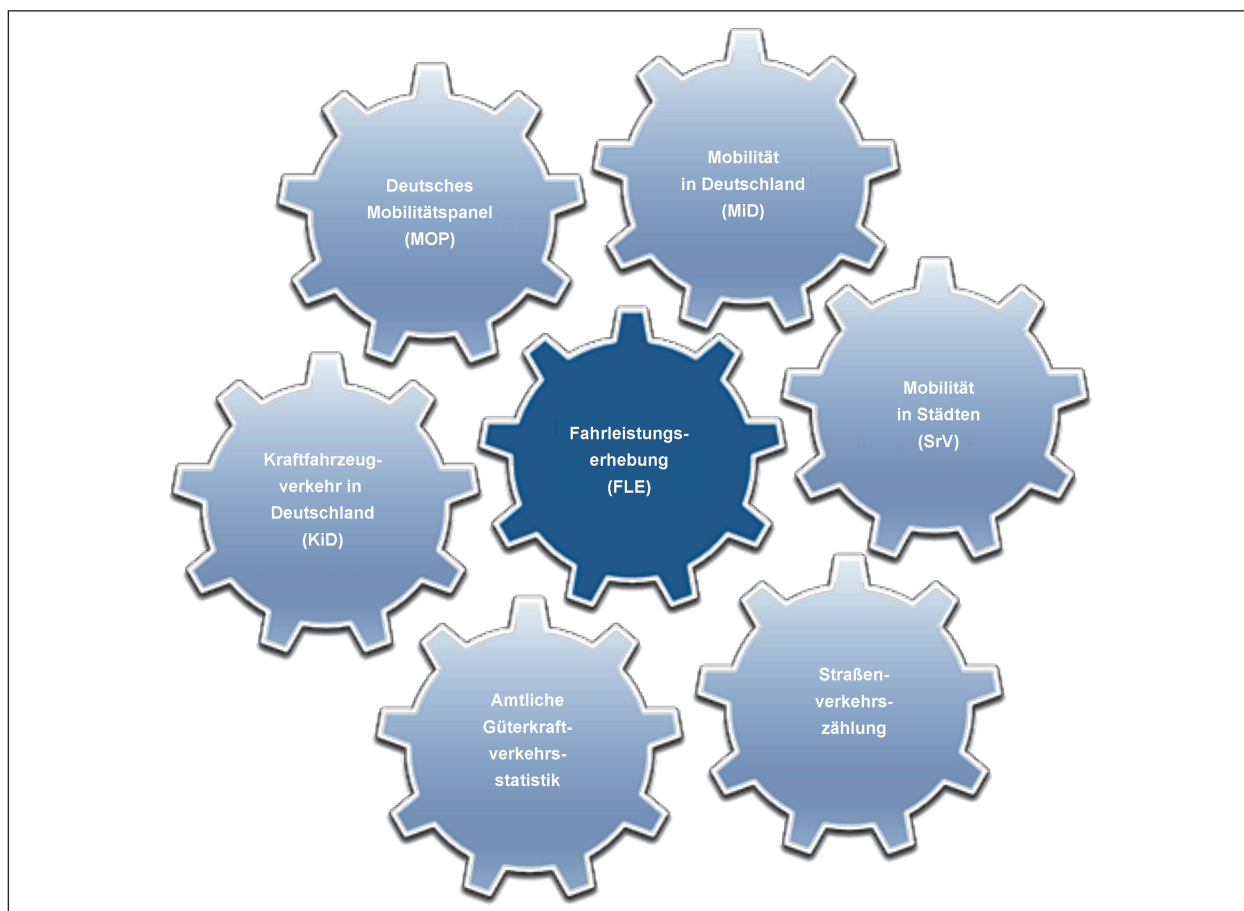 Deutsches
Mobilitätspanel
(MOP)
Mobilität
in Deutschland
(MiD)
Mobilität
in Städten
(SrV)
Fahrleistungs-
erhebung
(FLE)
Kraftfahrzeug-
verkehr in
Deutschland
(KiD)
Amtliche
Güterkraft-
verkehrs-
statistik
Straßen-
verkehrs-
zählung